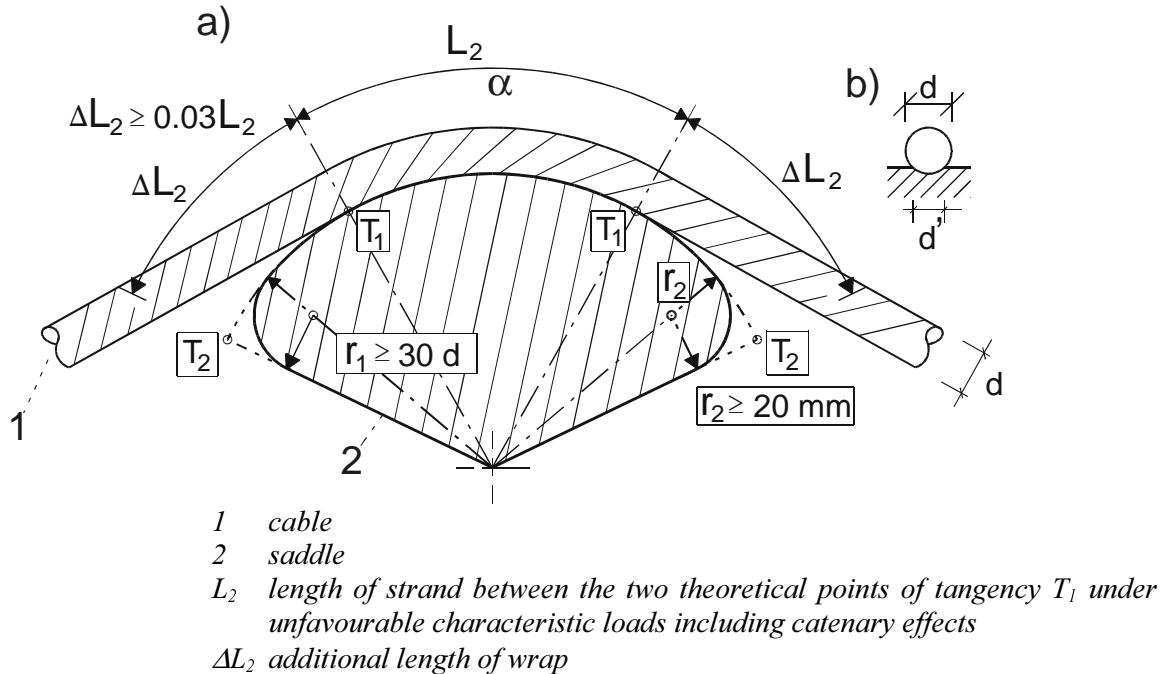 a)
L₂
α
b)
d
ΔL₂ ≥ 0.03L₂
ΔL₂
ΔL₂
d'
T₁
T₁
r₂
T₂
r₁ ≥ 30 d
T₂
d
r₂ ≥ 20 mm
1
2
1 cable
2 saddle
L₂ length of strand between the two theoretical points of tangency T₁ under
unfavourable characteristic loads including catenary effects
ΔL₂ additional length of wrap